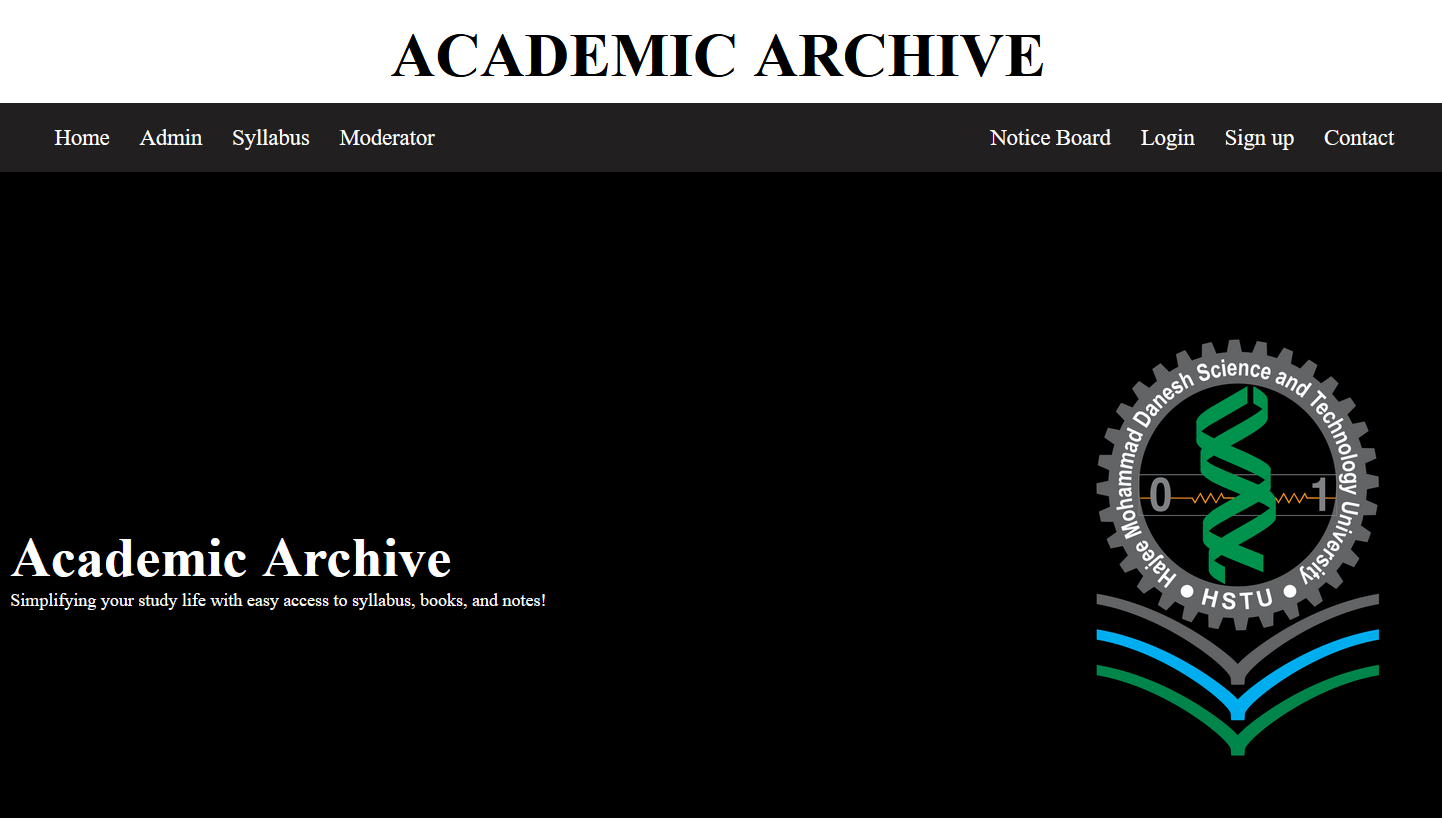 ACADEMIC ARCHIVE
Home Admin Syllabus Moderator Notice Board Login Sign up Contact
Hajee Mohammad Danesh Science and Technology University
0 1
• HSTU •
Academic Archive
Simplifying your study life with easy access to syllabus, books, and notes!